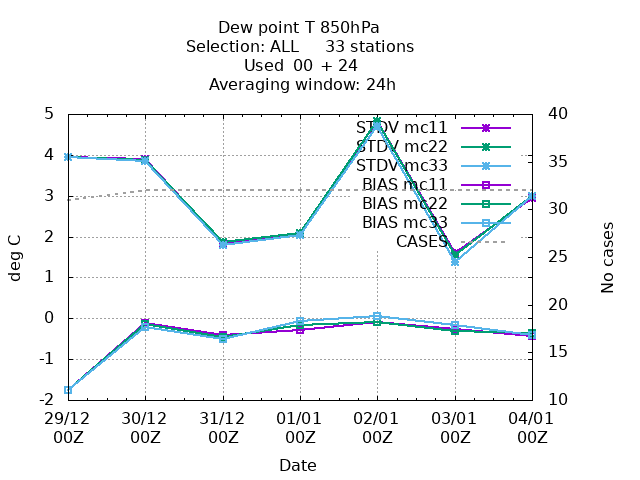 Dew point T 850hPa
Selection: ALL     33 stations
Used  00 + 24
Averaging window: 24h
5
4
3
2
1
0
-1
-2
deg C
40
35
30
25
20
15
10
No cases
STDV mc11
STDV mc22
STDV mc33
BIAS mc11
BIAS mc22
BIAS mc33
CASES
29/12 30/12 31/12 01/01 02/01 03/01 04/01
00Z 00Z 00Z 00Z 00Z 00Z 00Z
Date